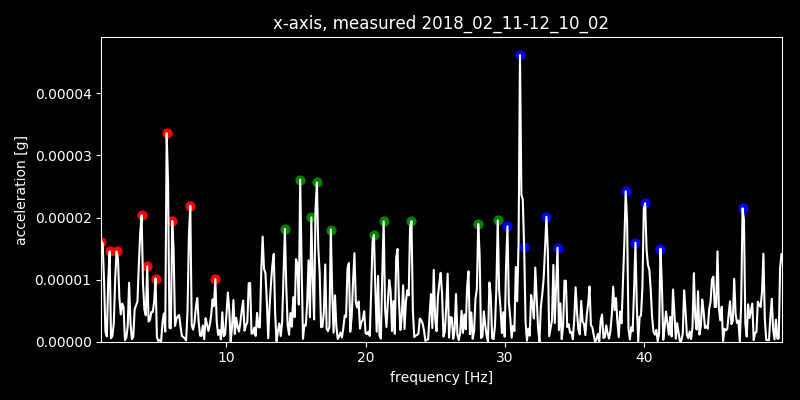 x-axis, measured 2018_02_11-12_10_02
acceleration [g]
0.00004
0.00003
0.00002
0.00001
0.00000
10 20 30 40
frequency [Hz]